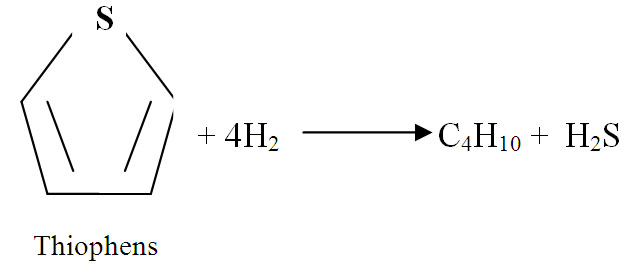 S
+ 4H₂ ⟶ C₄H₁₀ + H₂S
Thiophens